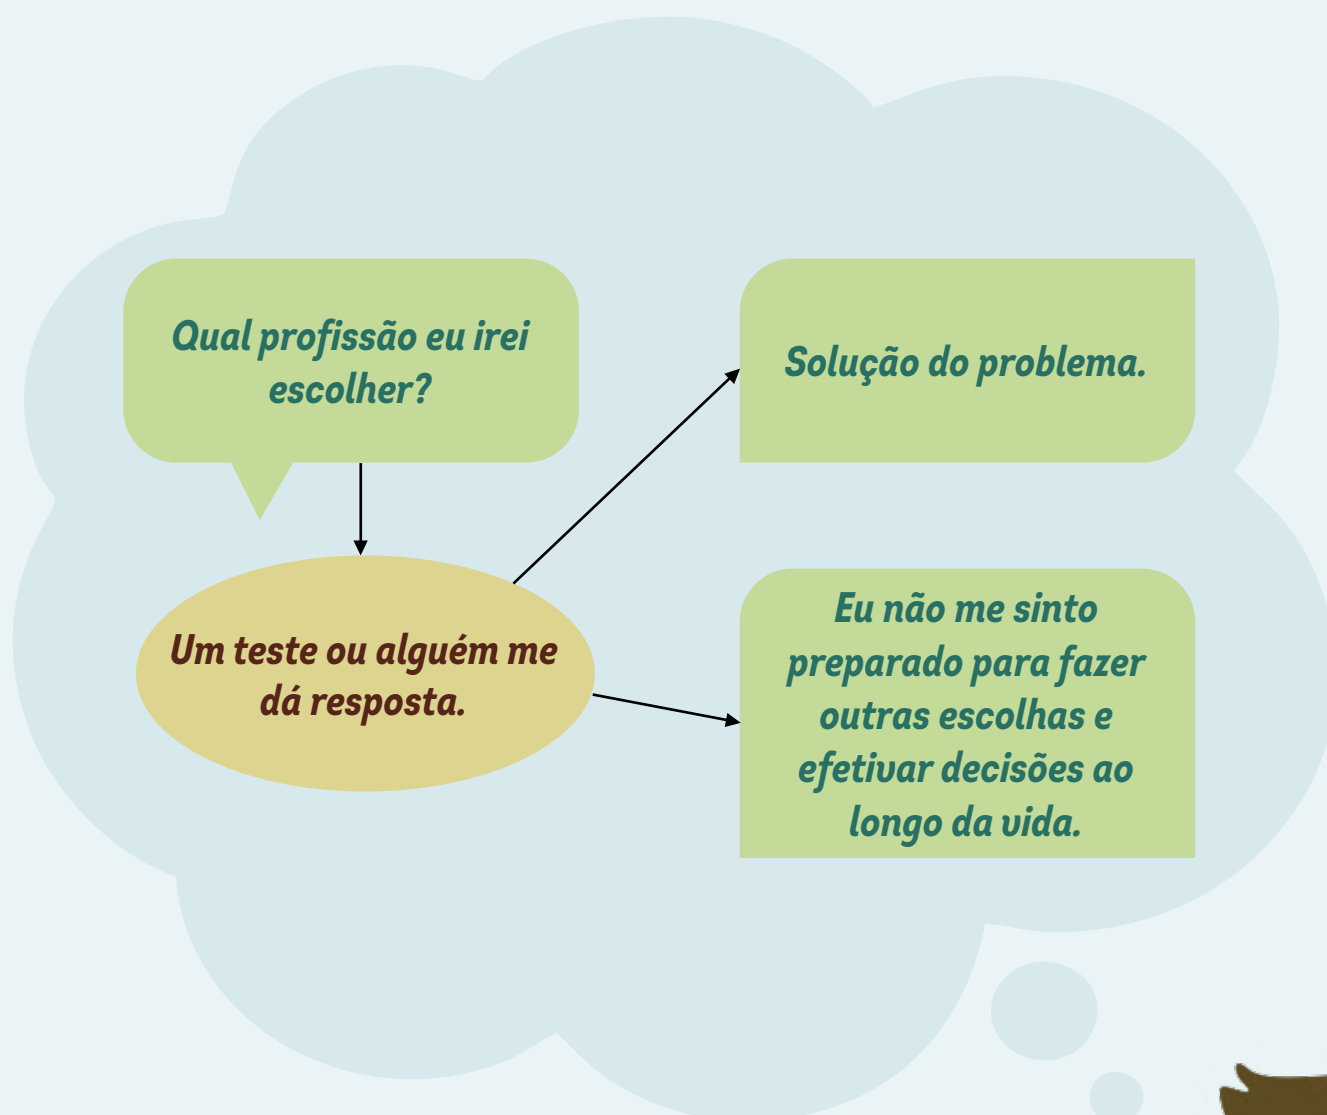 Qual profissão eu irei
escolher?
Solução do problema.
Um teste ou alguém me
dá resposta.
Eu não me sinto
preparado para fazer
outras escolhas e
efetivar decisões ao
longo da vida.